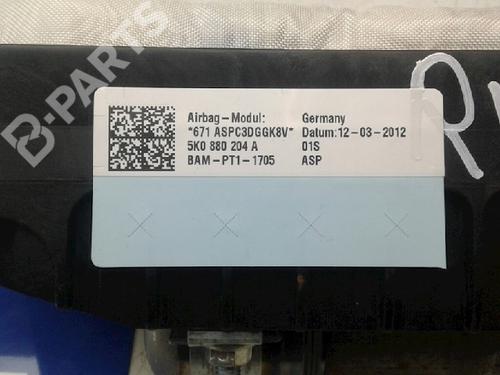 B-PARTS
Airbag-Modul: Germany
*671 ASPC3DGGK8V* Datum:12-03-2012
5K0 880 204 A 01S
BAM-PT1-1705 ASP